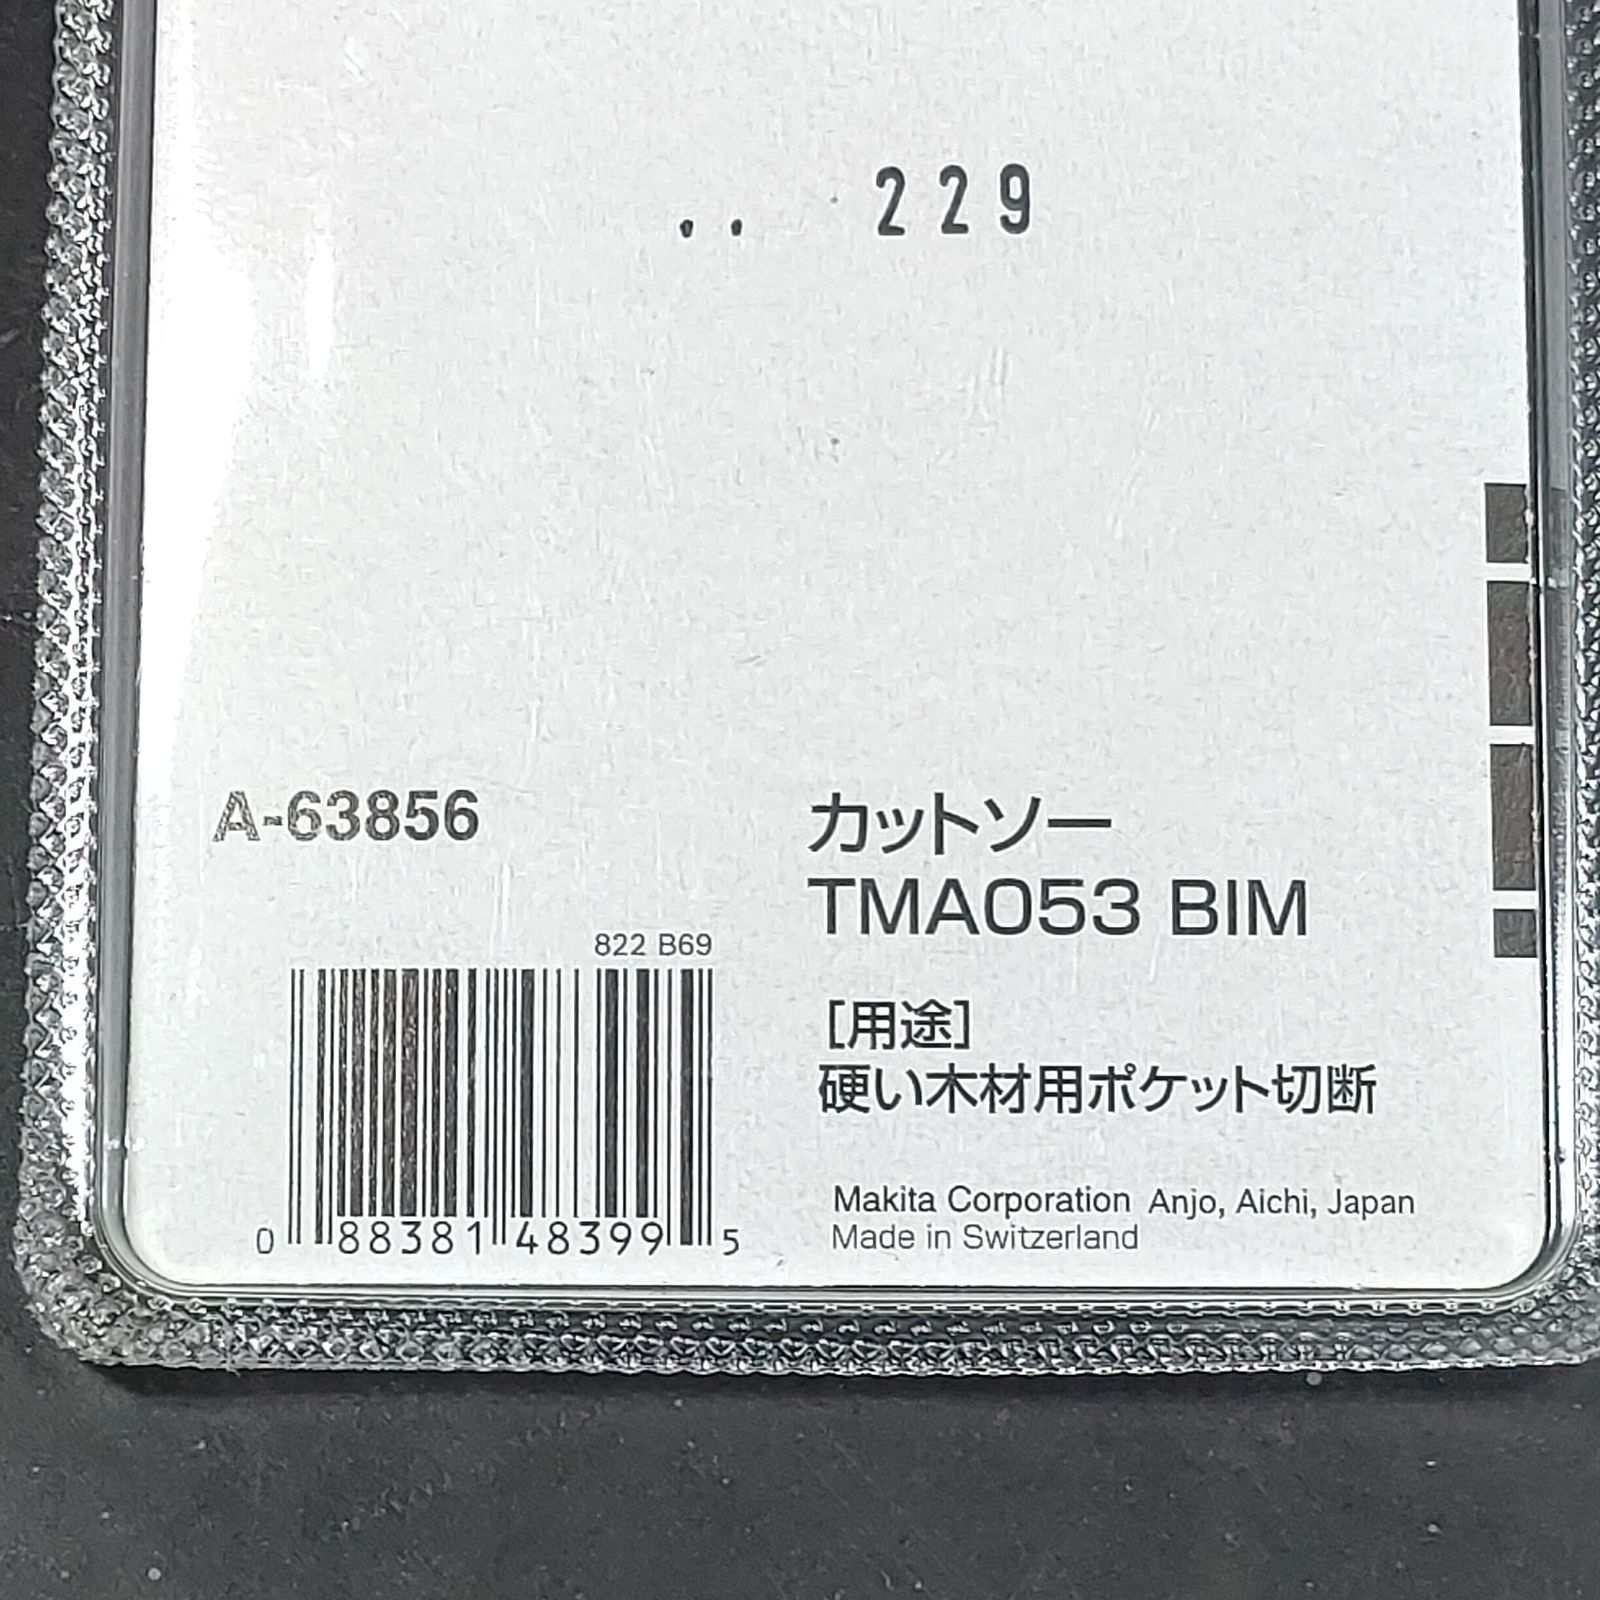 .. 229
A-63856
822 B69
0 88381 48399 5
カットソー
TMA053 BIM
［用途］
硬い木材用ポケット切断
Makita Corporation Anjo, Aichi, Japan
Made in Switzerland